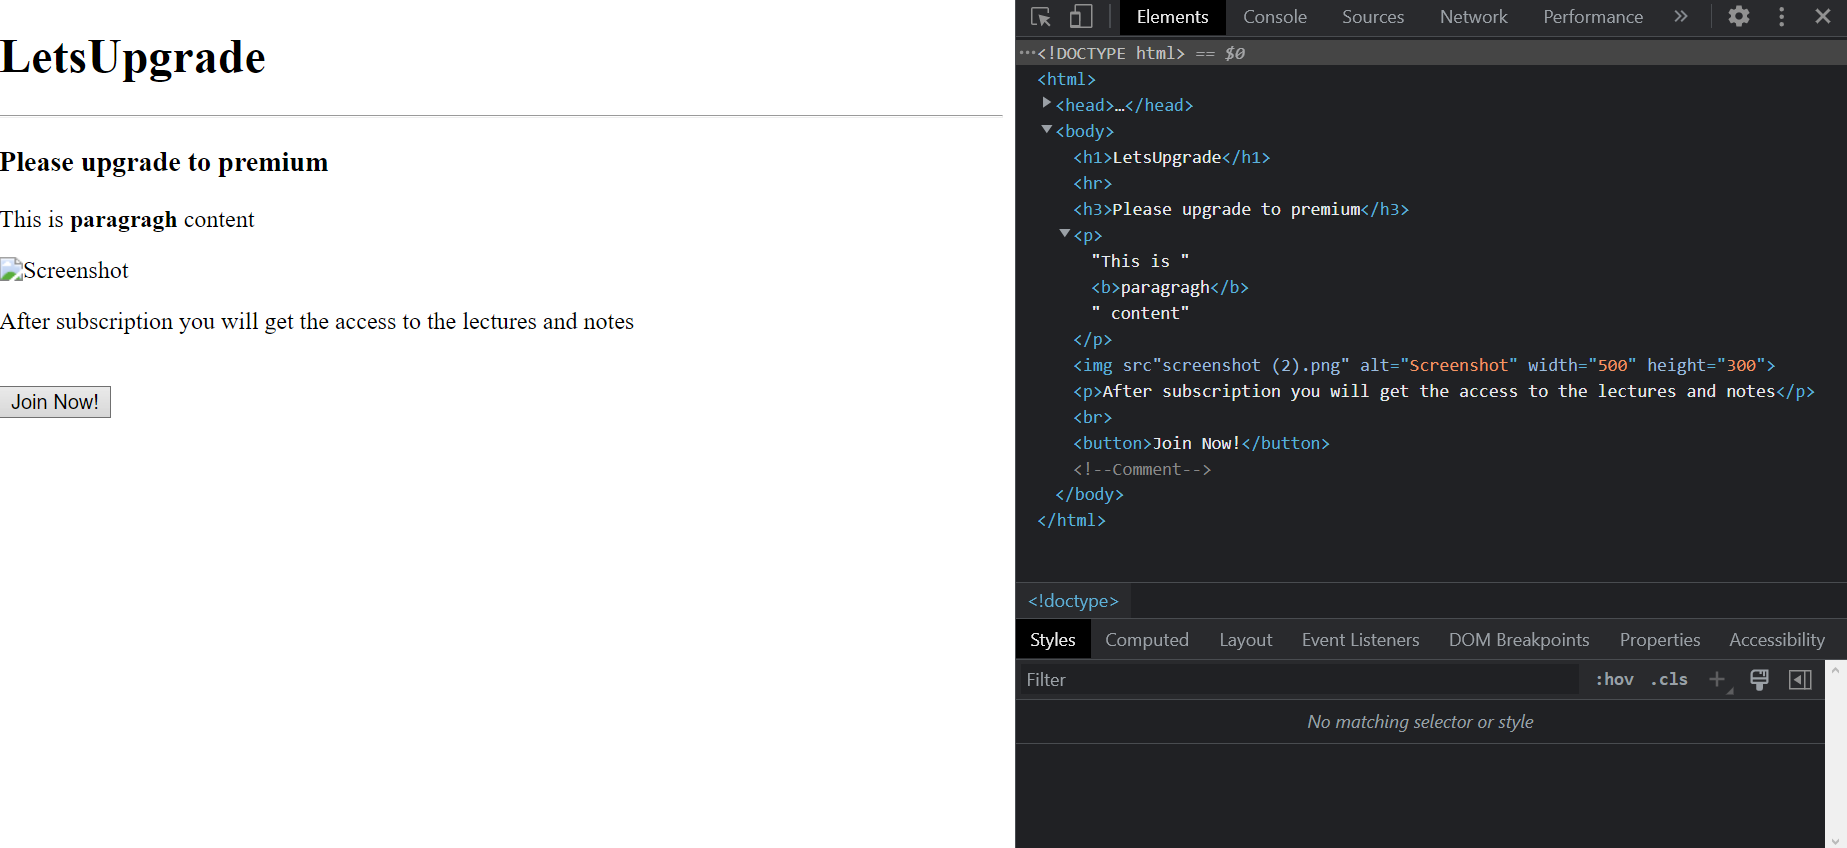 LetsUpgrade
Please upgrade to premium
This is paragragh content
Screenshot
After subscription you will get the access to the lectures and notes
Join Now!
Elements Console Sources Network Performance »
···<!DOCTYPE html> == $0
<html>
<head>…</head>
<body>
<h1>LetsUpgrade</h1>
<hr>
<h3>Please upgrade to premium</h3>
<p>
"This is "
<b>paragragh</b>
" content"
</p>
<img src"screenshot (2).png" alt="Screenshot" width="500" height="300">
<p>After subscription you will get the access to the lectures and notes</p>
<br>
<button>Join Now!</button>
<!--Comment-->
</body>
</html>
<!doctype>
Styles Computed Layout Event Listeners DOM Breakpoints Properties Accessibility
Filter :hov .cls +
No matching selector or style